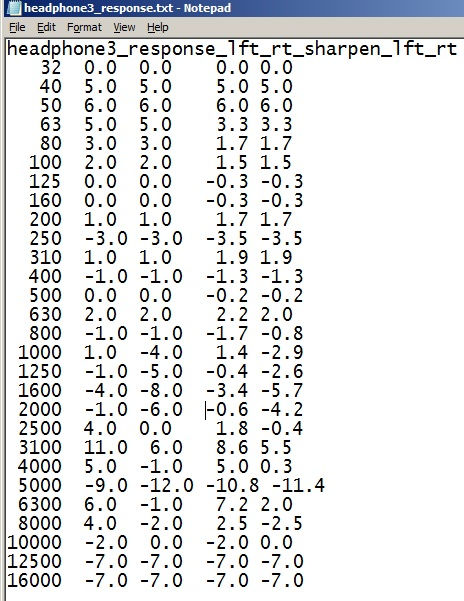 headphone3_response.txt - Notepad
File Edit Format View Help
headphone3_response_lft_rt_sharpen_lft_rt
32 0.0 0.0 0.0 0.0
40 5.0 5.0 5.0 5.0
50 6.0 6.0 6.0 6.0
63 5.0 5.0 3.3 3.3
80 3.0 3.0 1.7 1.7
100 2.0 2.0 1.5 1.5
125 0.0 0.0 -0.3 -0.3
160 0.0 0.0 -0.3 -0.3
200 1.0 1.0 1.7 1.7
250 -3.0 -3.0 -3.5 -3.5
310 1.0 1.0 1.9 1.9
400 -1.0 -1.0 -1.3 -1.3
500 0.0 0.0 -0.2 -0.2
630 2.0 2.0 2.2 2.0
800 -1.0 -1.0 -1.7 -0.8
1000 1.0 -4.0 1.4 -2.9
1250 -1.0 -5.0 -0.4 -2.6
1600 -4.0 -8.0 -3.4 -5.7
2000 -1.0 -6.0 -0.6 -4.2
2500 4.0 0.0 1.8 -0.4
3100 11.0 6.0 8.6 5.5
4000 5.0 -1.0 5.0 0.3
5000 -9.0 -12.0 -10.8 -11.4
6300 6.0 -1.0 7.2 2.0
8000 4.0 -2.0 2.5 -2.5
10000 -2.0 0.0 -2.0 0.0
12500 -7.0 -7.0 -7.0 -7.0
16000 -7.0 -7.0 -7.0 -7.0